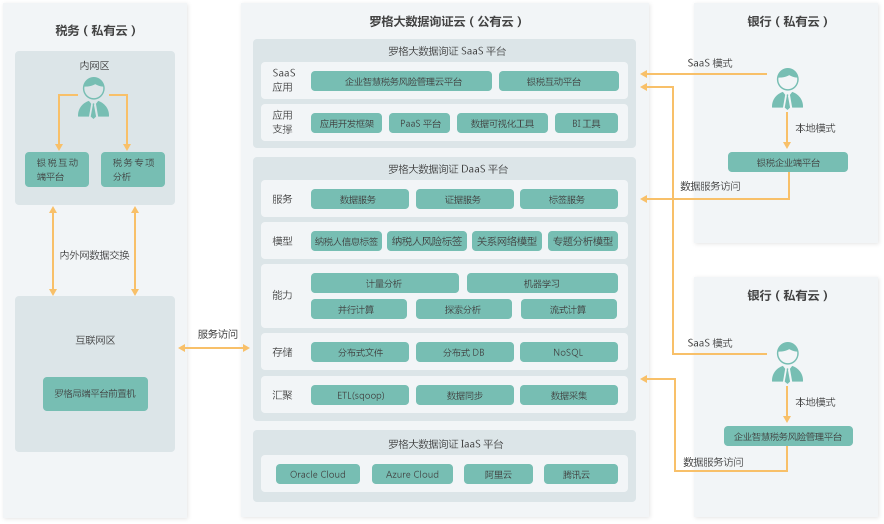 税务（私有云）
内网区
银税互动
端平台
税务专项
分析
内外网数据交换
互联网区
罗格局端平台前置机
服务访问
罗格大数据询证云（公有云）
罗格大数据询证 SaaS 平台
SaaS
应用
企业智慧税务风险管理云平台
银税互动平台
应用
支撑
应用开发框架
PaaS 平台
数据可视化工具
BI 工具
罗格大数据询证 DaaS 平台
服务
数据服务
证据服务
标签服务
模型
纳税人信息标签
纳税人风险标签
关系网络模型
专题分析模型
能力
计量分析
机器学习
并行计算
探索分析
流式计算
存储
分布式文件
分布式 DB
NoSQL
汇聚
ETL(sqoop)
数据同步
数据采集
罗格大数据询证 IaaS 平台
Oracle Cloud
Azure Cloud
阿里云
腾讯云
银行（私有云）
SaaS 模式
本地模式
银税企业端平台
数据服务访问
银行（私有云）
SaaS 模式
本地模式
企业智慧税务风险管理平台
数据服务访问